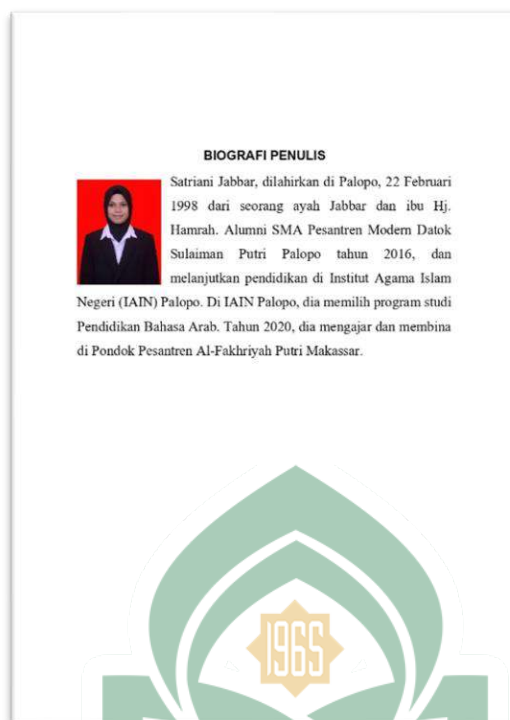 BIOGRAFI PENULIS
Satriani Jabbar, dilahirkan di Palopo, 22 Februari
1998 dari seorang ayah Jabbar dan ibu Hj.
Hamrah. Alumni SMA Pesantren Modern Datok
Sulaiman Putri Palopo tahun 2016, dan
melanjutkan pendidikan di Institut Agama Islam
Negeri (IAIN) Palopo. Di IAIN Palopo, dia memilih program studi
Pendidikan Bahasa Arab. Tahun 2020, dia mengajar dan membina
di Pondok Pesantren Al-Fakhriyah Putri Makassar.
1965